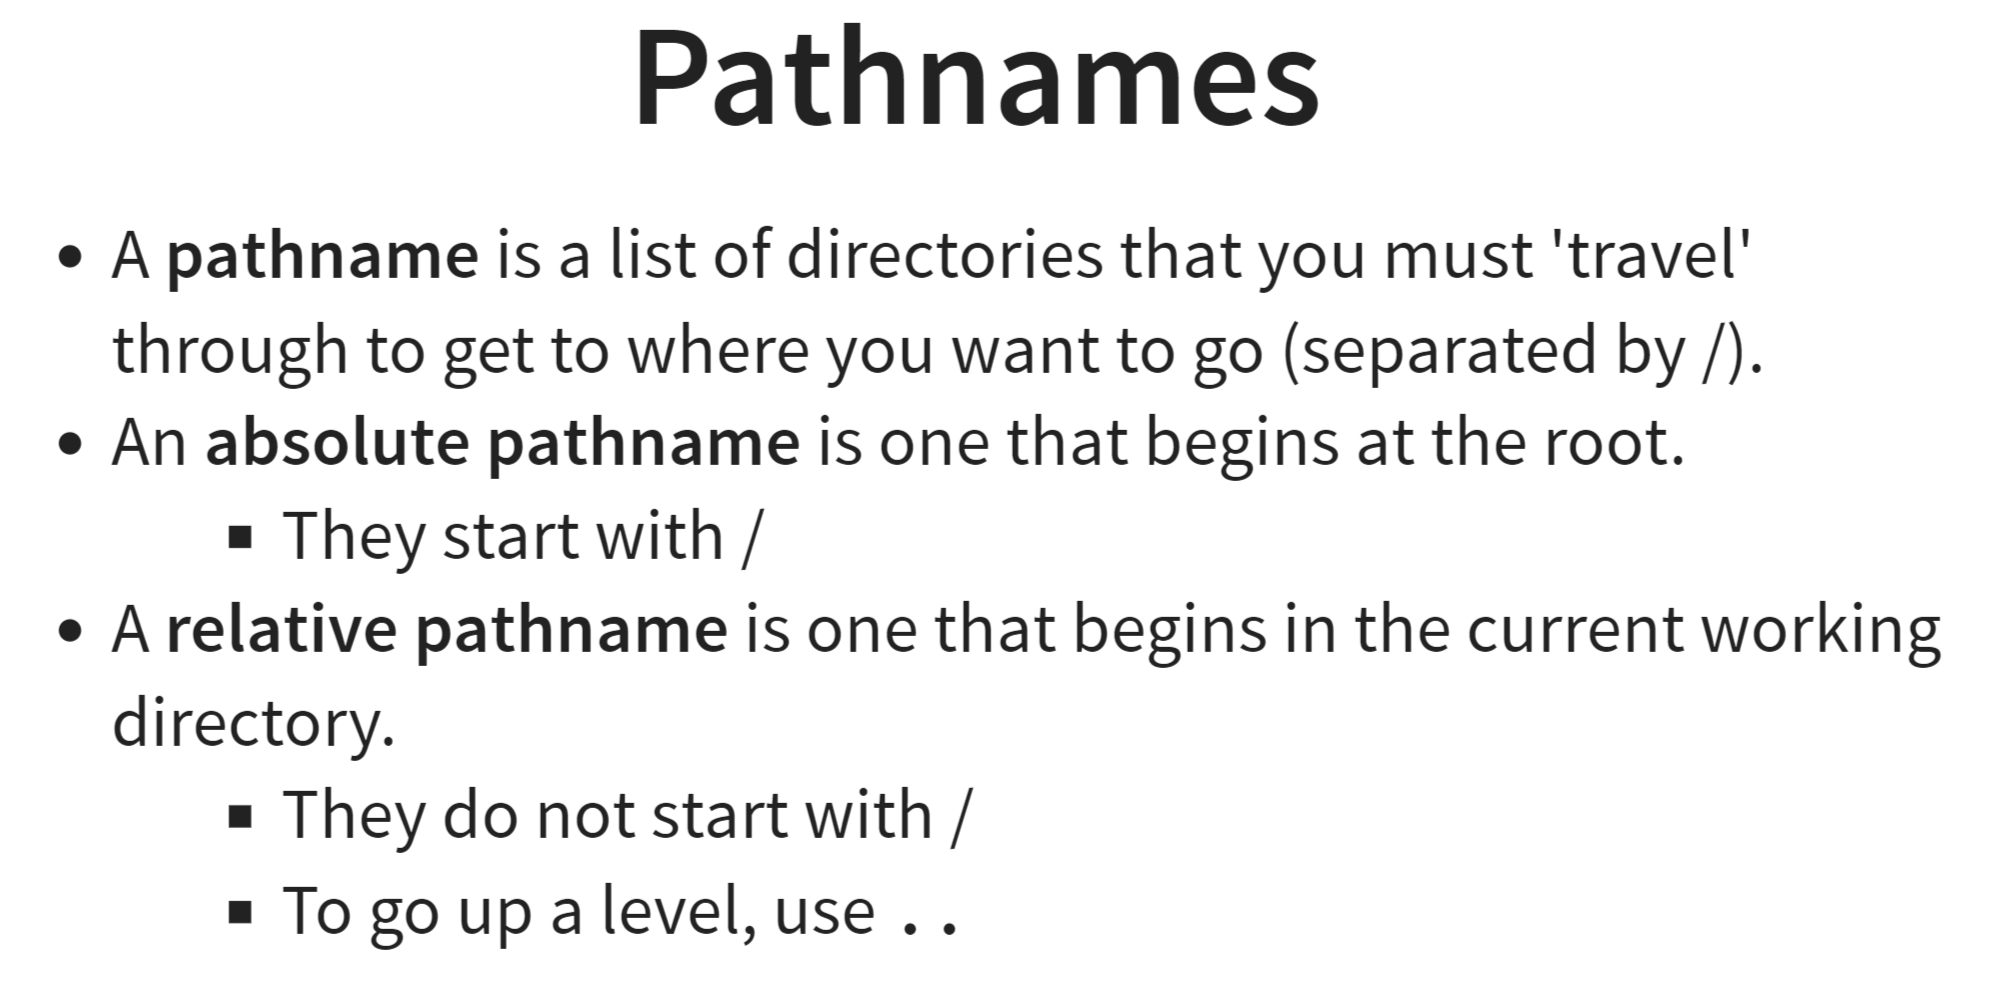 Pathnames
• A pathname is a list of directories that you must 'travel'
through to get to where you want to go (separated by /).
• An absolute pathname is one that begins at the root.
▪ They start with /
• A relative pathname is one that begins in the current working
directory.
▪ They do not start with /
▪ To go up a level, use ..